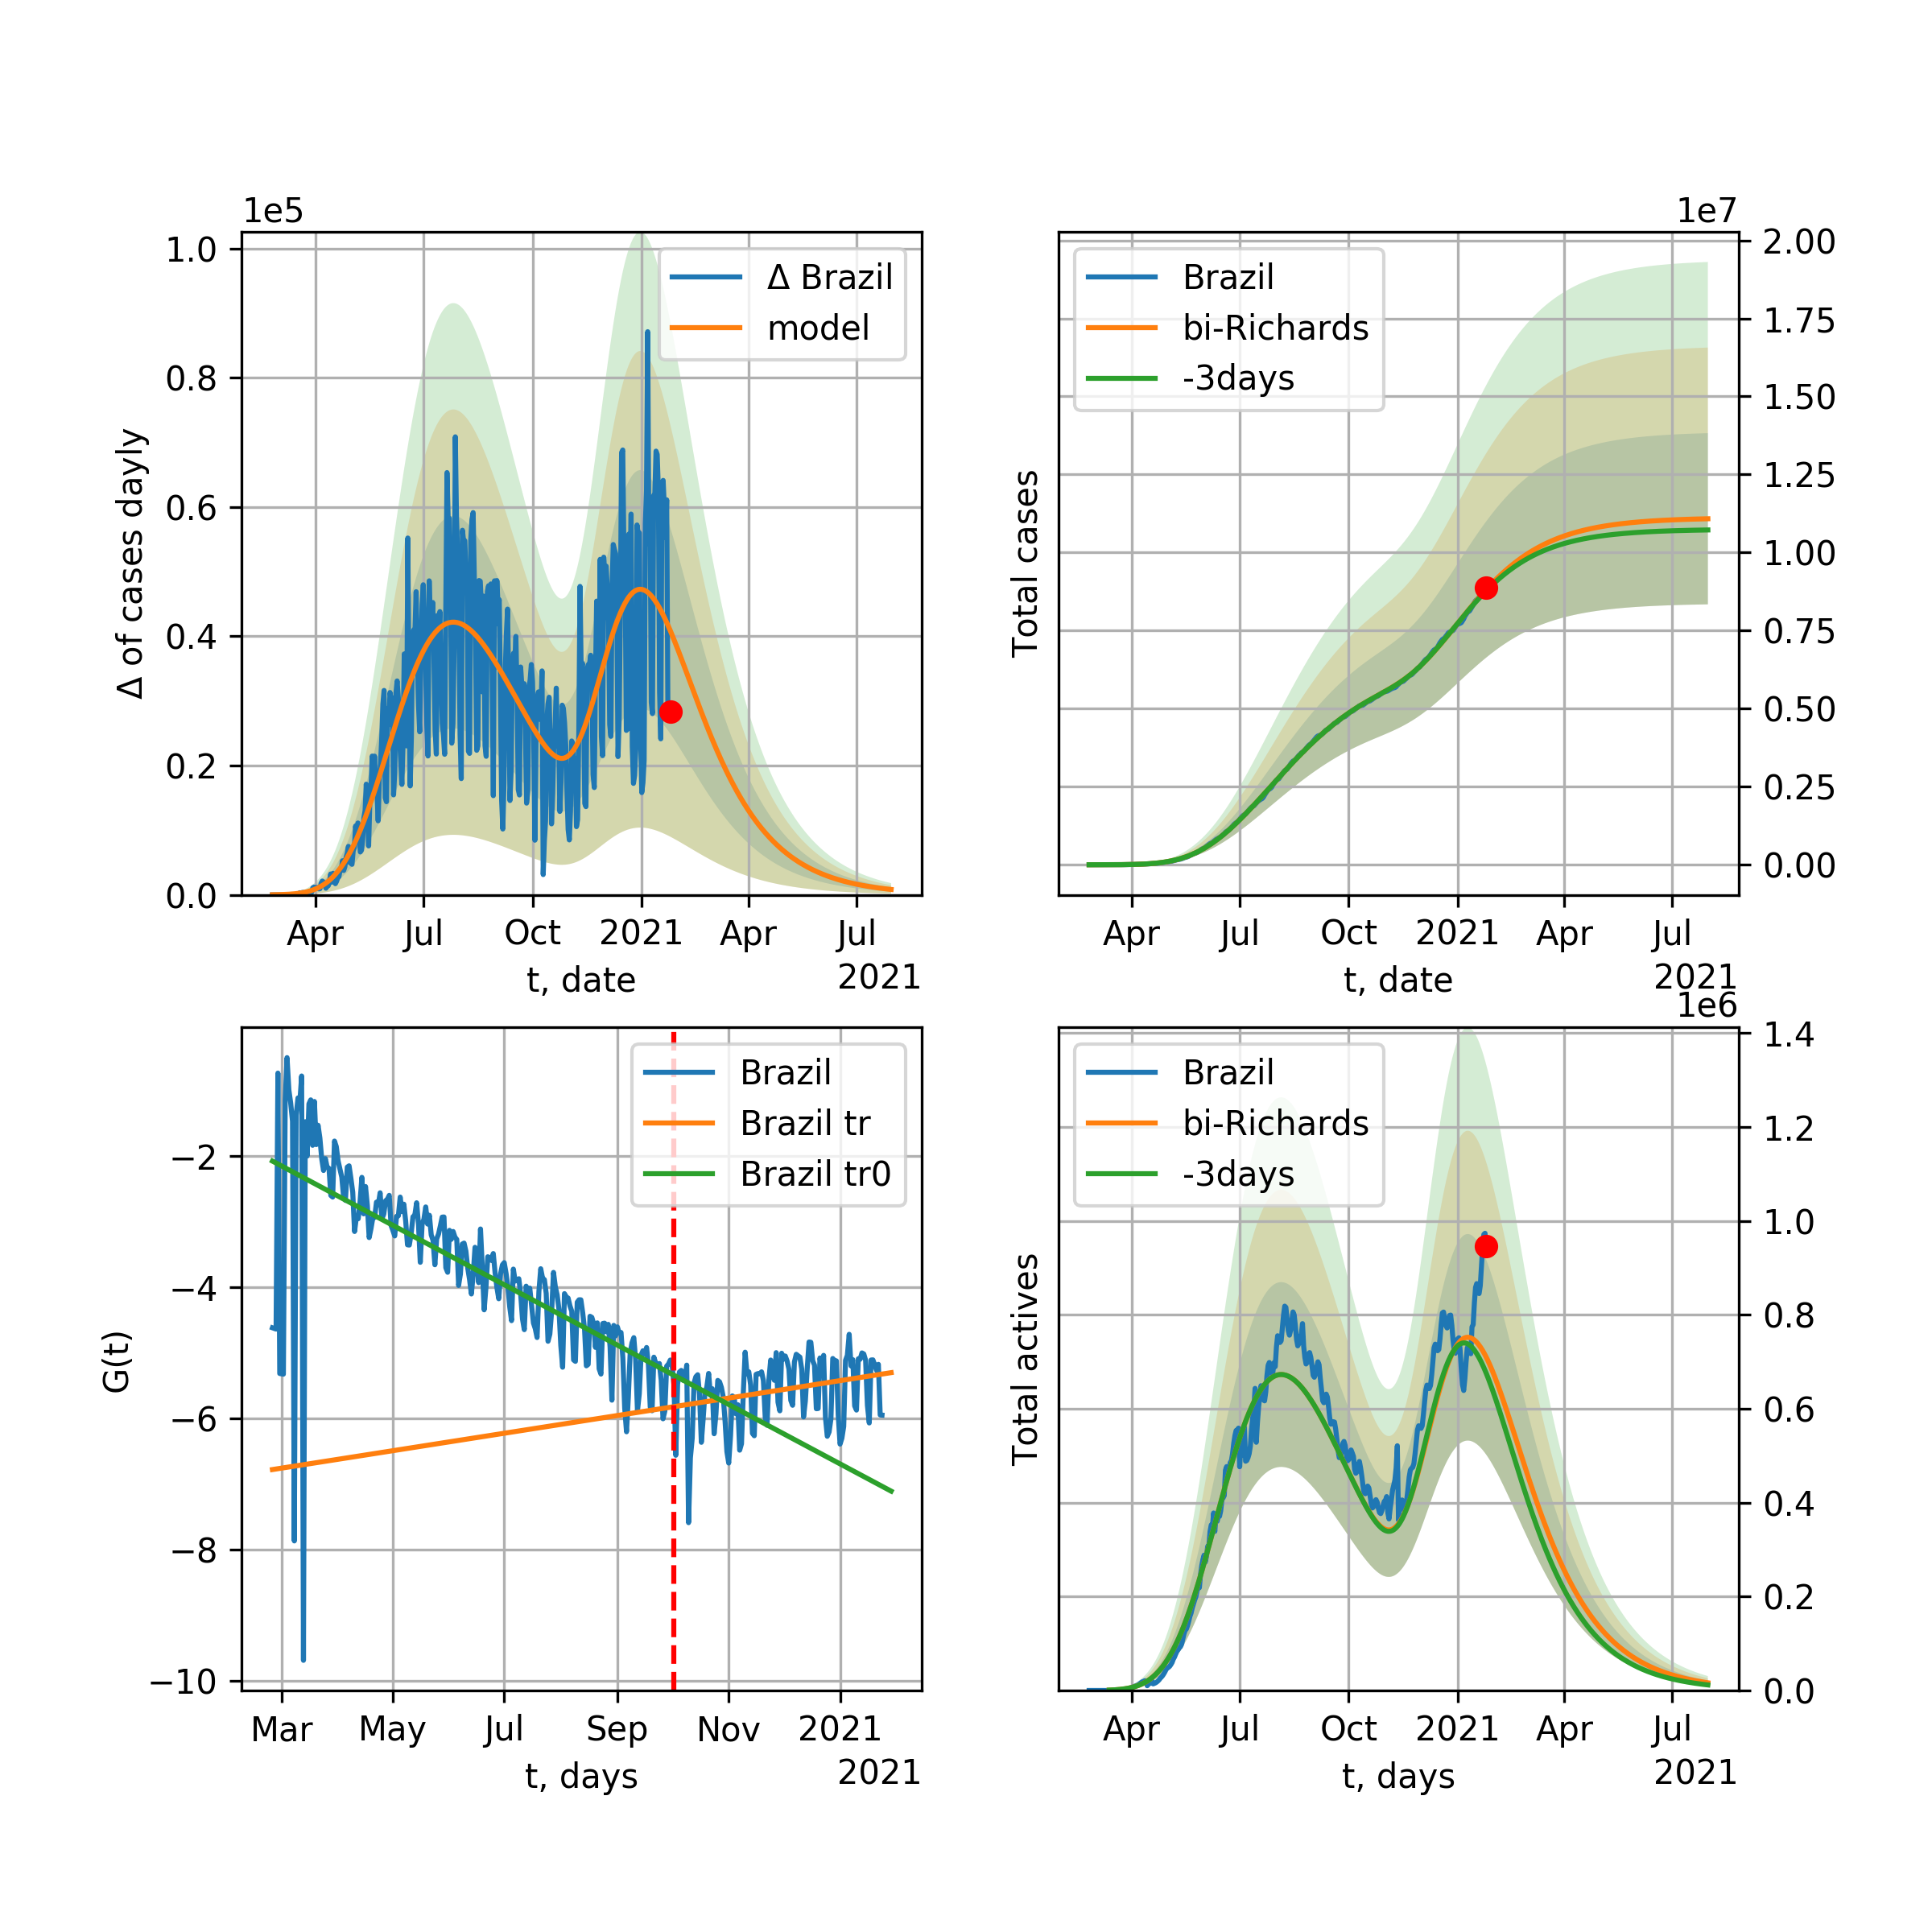 1e5
1.0
0.8
0.6
0.4
0.2
0.0
Δ of cases dayly
Δ Brazil
model
Apr Jul Oct 2021 Apr Jul
t, date
2021
1e7
2.00
1.75
1.50
1.25
1.00
0.75
0.50
0.25
0.00
Total cases
Brazil
bi-Richards
-3days
Apr Jul Oct 2021 Apr Jul
t, date
2021
−2
−4
−6
−8
−10
G(t)
Brazil
Brazil tr
Brazil tr0
Mar May Jul Sep Nov 2021
t, days
2021
1e6
1.4
1.2
1.0
0.8
0.6
0.4
0.2
0.0
Total actives
Brazil
bi-Richards
-3days
Apr Jul Oct 2021 Apr Jul
t, days
2021